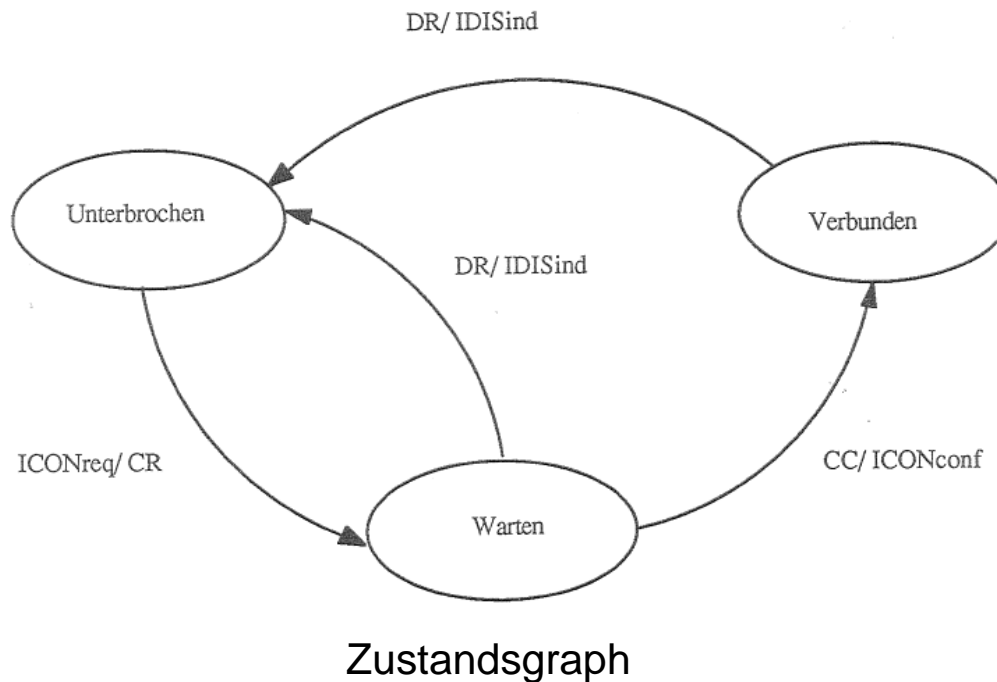 DR/ IDISind
Unterbrochen
Verbunden
DR/ IDISind
ICONreq/ CR
CC/ ICONconf
Warten
Zustandsgraph